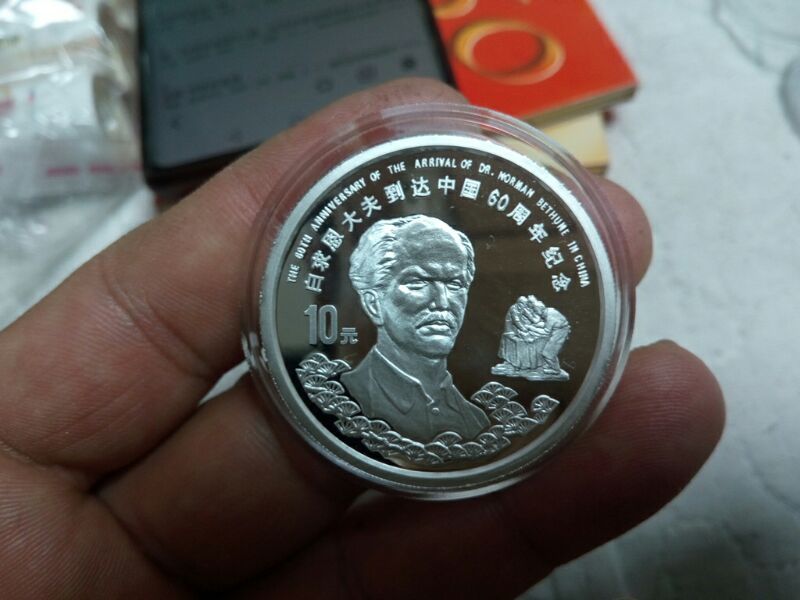 THE 60TH ANNIVERSARY OF THE ARRIVAL OF DR. NORMAN BETHUNE IN CHINA
白求恩大夫到达中国60周年纪念
10元